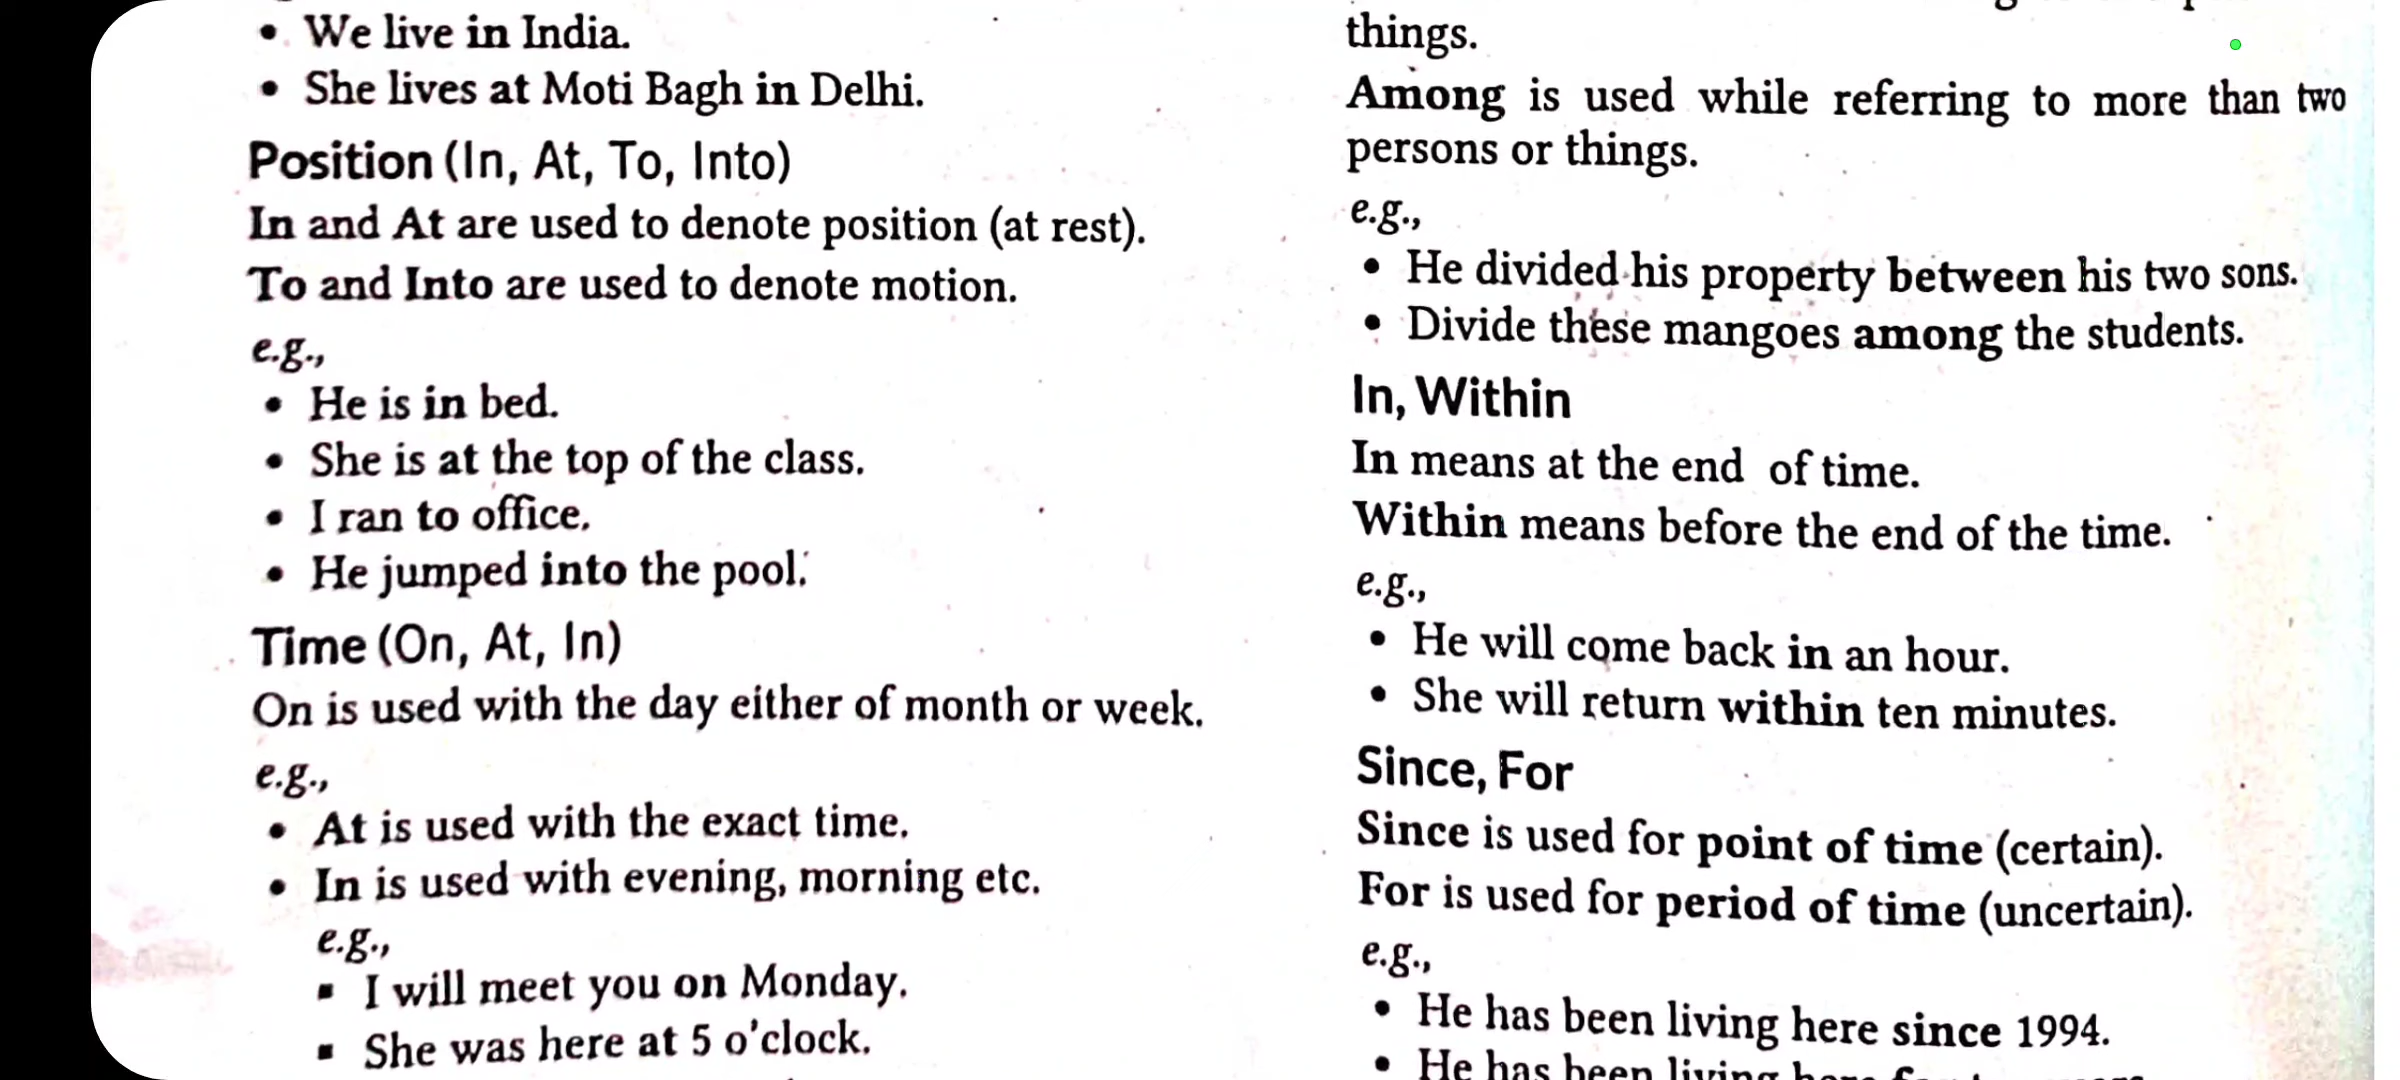 • We live in India.
• She lives at Moti Bagh in Delhi.
Position (In, At, To, Into)
In and At are used to denote position (at rest).
To and Into are used to denote motion.
e.g.,
• He is in bed.
• She is at the top of the class.
• I ran to office.
• He jumped into the pool.
Time (On, At, In)
On is used with the day either of month or week.
e.g.,
• At is used with the exact time.
• In is used with evening, morning etc.
e.g.,
▪ I will meet you on Monday.
▪ She was here at 5 o'clock.
things.
Among is used while referring to more than two
persons or things.
e.g.,
• He divided his property between his two sons.
• Divide these mangoes among the students.
In, Within
In means at the end of time.
Within means before the end of the time.
e.g.,
• He will come back in an hour.
• She will return within ten minutes.
Since, For
Since is used for point of time (certain).
For is used for period of time (uncertain).
e.g.,
• He has been living here since 1994.
• He has been living here for